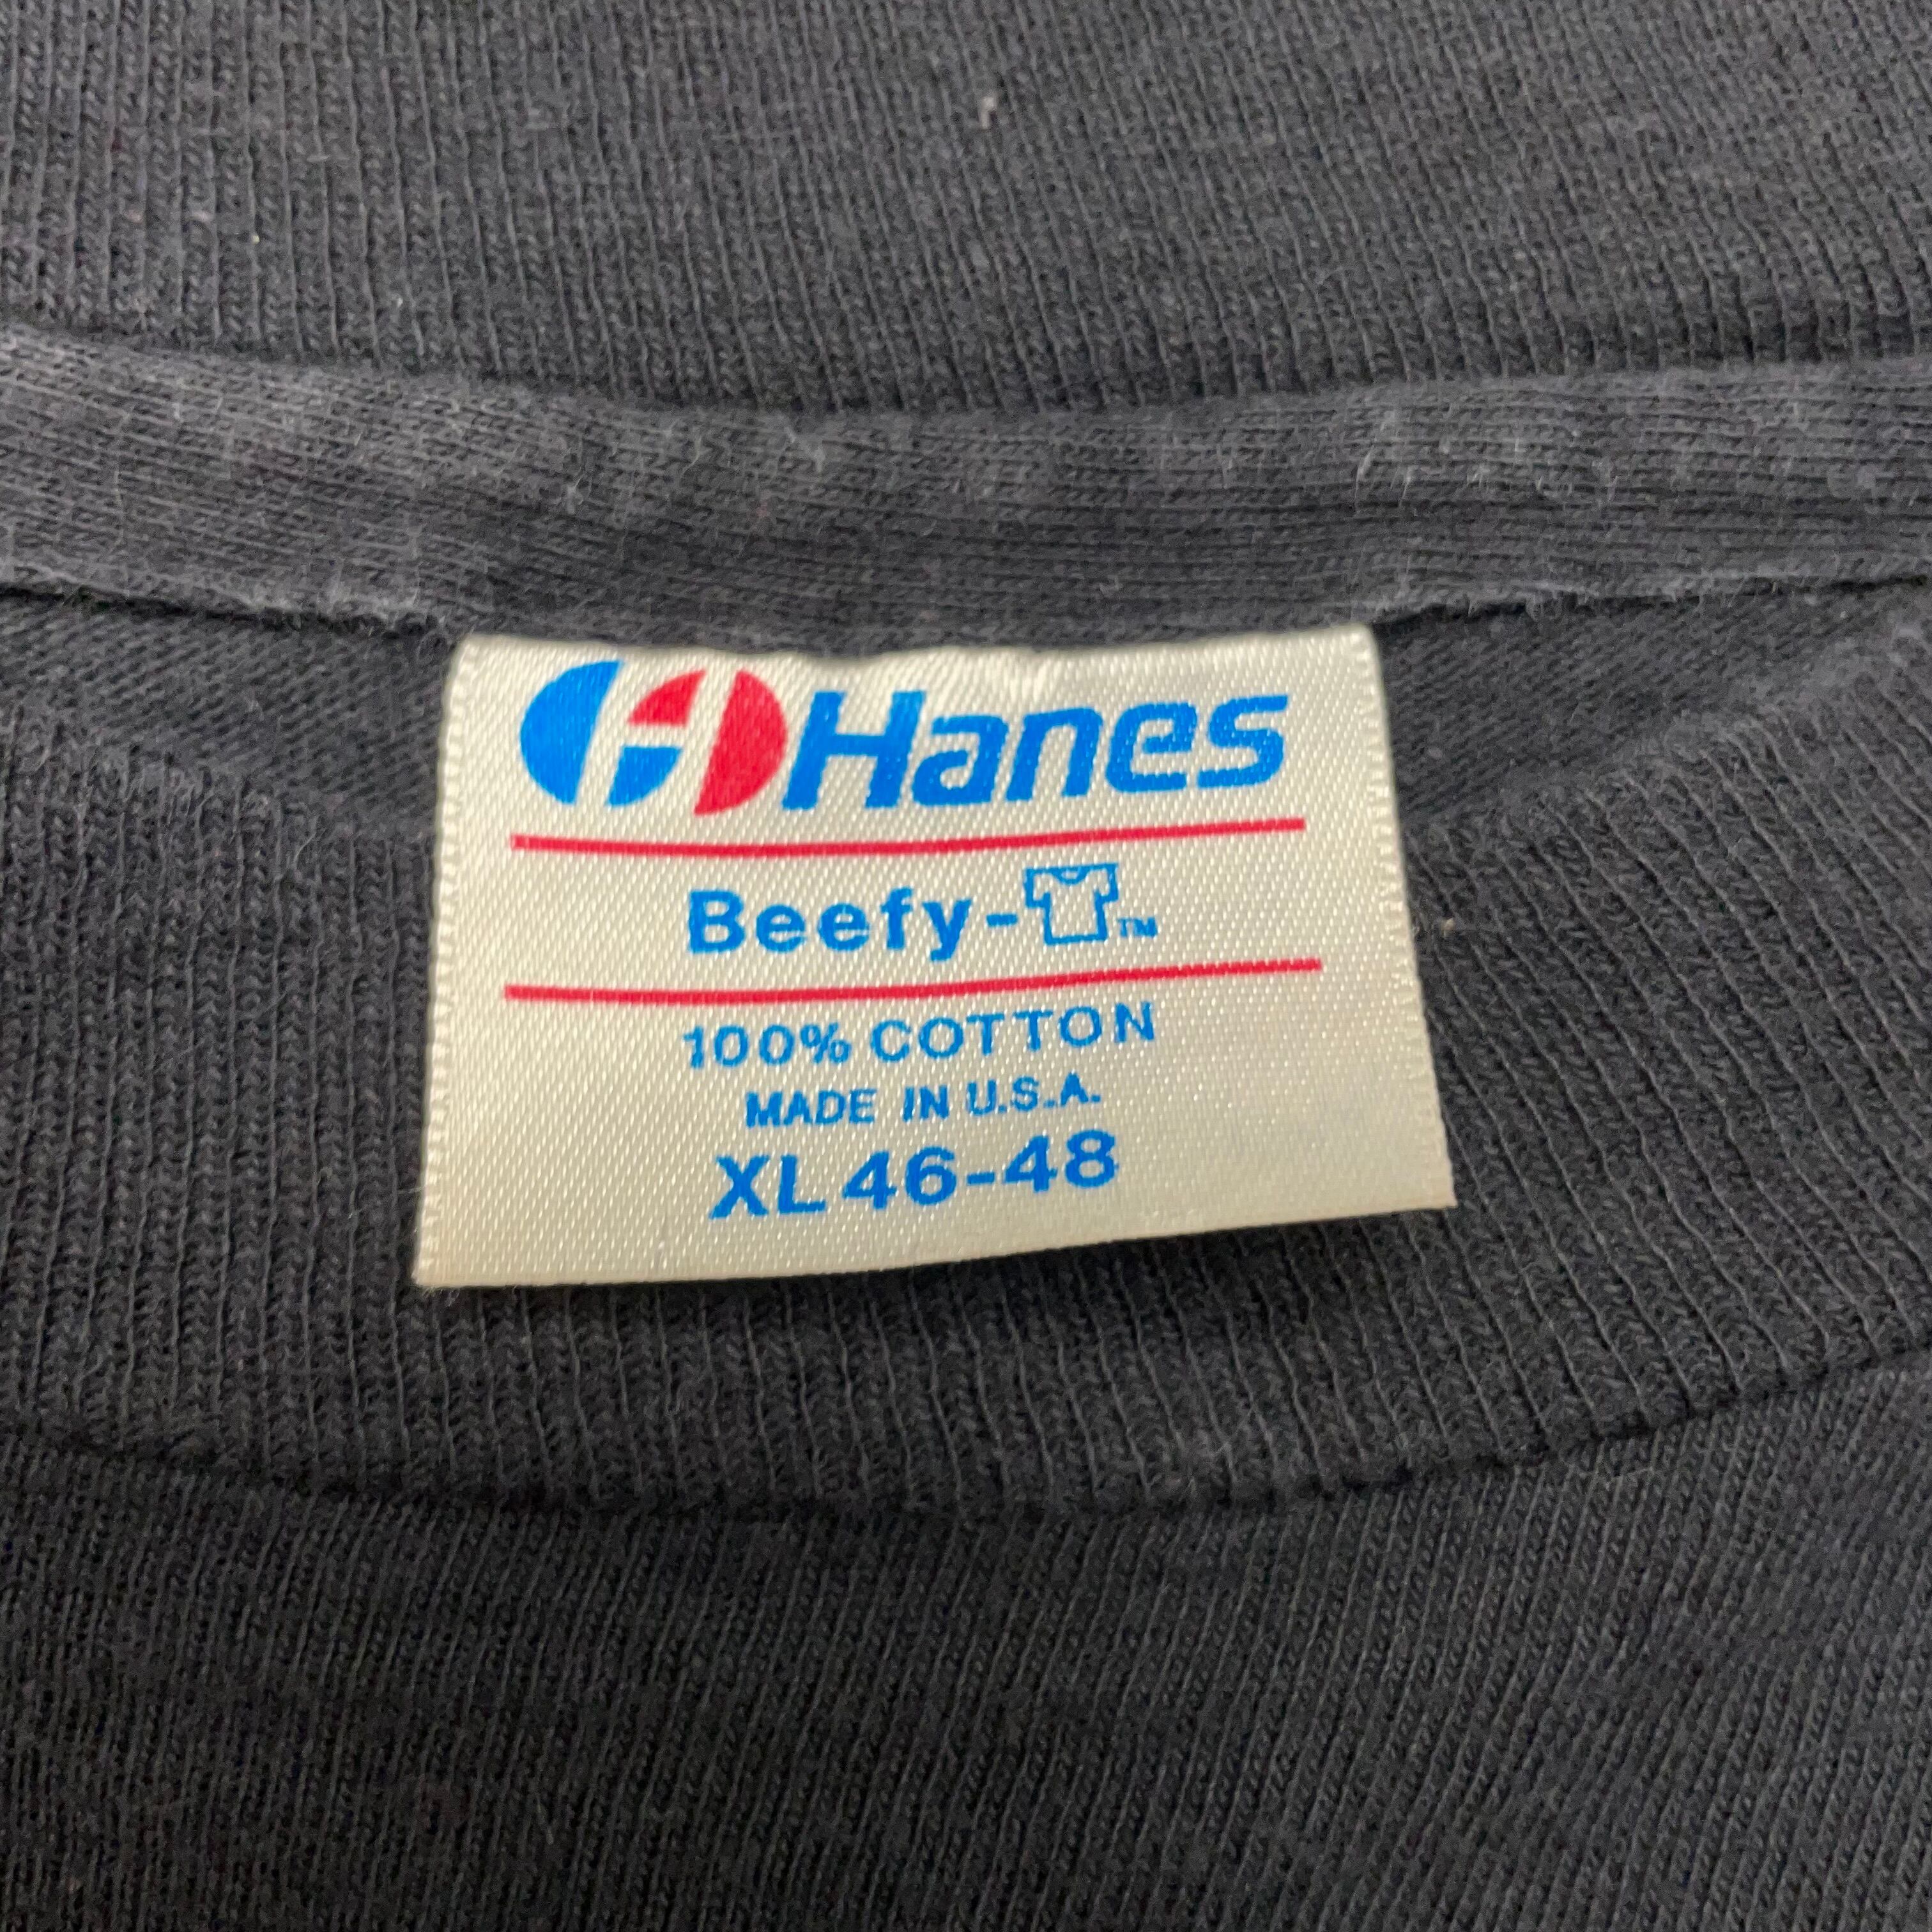 Hanes
Beefy-T™
100% COTTON
MADE IN U.S.A.
XL 46-48